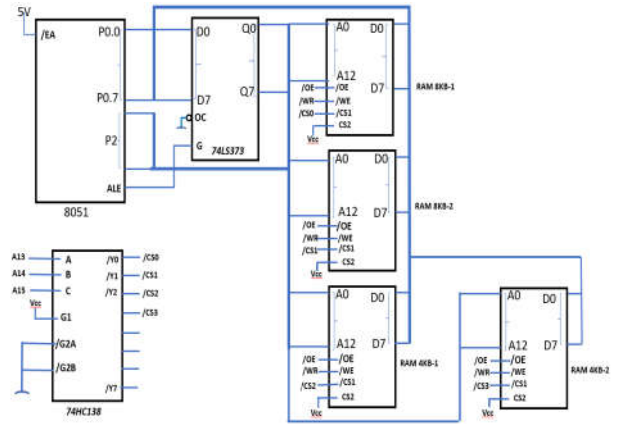 5V
/EA
P0.0
P0.7
P2
ALE
8051
D0
Q0
D7
Q7
OC
G
74LS373
A0
D0
A12
D7
/OE
/OE
/WR
/WE
/CS0
/CS1
CS2
Vcc
RAM 8KB-1
A0
D0
A12
D7
/OE
/OE
/WR
/WE
/CS1
/CS1
CS2
Vcc
RAM 8KB-2
A0
D0
A12
D7
/OE
/OE
/WR
/WE
/CS2
/CS1
CS2
Vcc
RAM 4KB-1
A0
D0
A12
D7
/OE
/OE
/WR
/WE
/CS3
/CS1
CS2
Vcc
RAM 4KB-2
A13
A
/Y0
/CS0
A14
B
/Y1
/CS1
A15
C
/Y2
/CS2
Vcc
G1
/CS3
/G2A
/G2B
/Y7
74HC138